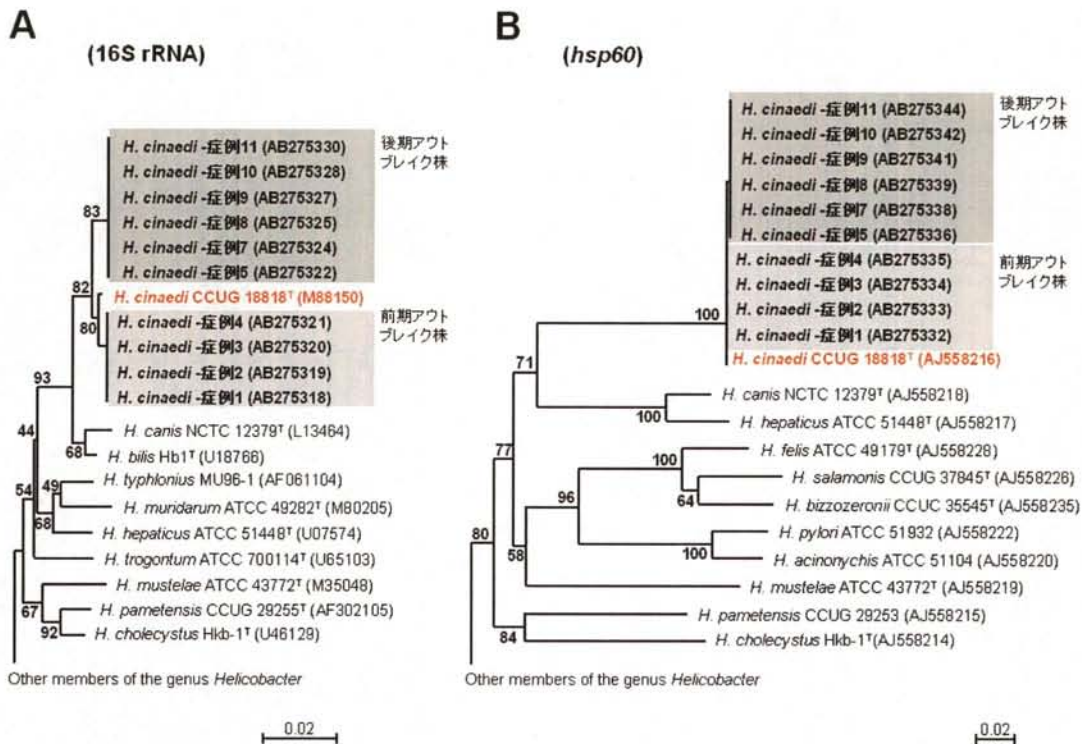 A
(16S rRNA)
H. cinaedi -症例11 (AB275330)
H. cinaedi -症例10 (AB275328)
H. cinaedi -症例9 (AB275327)
H. cinaedi -症例8 (AB275325)
H. cinaedi -症例7 (AB275324)
H. cinaedi -症例5 (AB275322)
後期アウト
ブレイク株
83
H. cinaedi CCUG 18818ᵀ (M88150)
82
80
H. cinaedi -症例4 (AB275321)
H. cinaedi -症例3 (AB275320)
H. cinaedi -症例2 (AB275319)
H. cinaedi -症例1 (AB275318)
前期アウト
ブレイク株
93
H. canis NCTC 12379ᵀ (L13464)
44
68
H. bilis Hb1ᵀ (U18766)
H. typhlonius MU96-1 (AF061104)
54
49
H. muridarum ATCC 49282ᵀ (M80205)
68
H. hepaticus ATCC 51448ᵀ (U07574)
H. trogontum ATCC 700114ᵀ (U65103)
H. mustelae ATCC 43772ᵀ (M35048)
67
H. pametensis CCUG 29255ᵀ (AF302105)
92
H. cholecystus Hkb-1ᵀ (U46129)
Other members of the genus Helicobacter
0.02
B
(hsp60)
H. cinaedi -症例11 (AB275344)
H. cinaedi -症例10 (AB275342)
H. cinaedi -症例9 (AB275341)
H. cinaedi -症例8 (AB275339)
H. cinaedi -症例7 (AB275338)
H. cinaedi -症例5 (AB275336)
後期アウト
ブレイク株
H. cinaedi -症例4 (AB275335)
H. cinaedi -症例3 (AB275334)
H. cinaedi -症例2 (AB275333)
H. cinaedi -症例1 (AB275332)
前期アウト
ブレイク株
100
H. cinaedi CCUG 18818ᵀ (AJ558216)
71
H. canis NCTC 12379ᵀ (AJ558218)
100
H. hepaticus ATCC 51448ᵀ (AJ558217)
77
H. felis ATCC 49179ᵀ (AJ558228)
100
H. salamonis CCUG 37845ᵀ (AJ558226)
64
96
H. bizzozeronii CCUC 35545ᵀ (AJ558235)
H. pylori ATCC 51932 (AJ558222)
100
H. acinonychis ATCC 51104 (AJ558220)
80
58
H. mustelae ATCC 43772ᵀ (AJ558219)
H. pametensis CCUG 29253 (AJ558215)
84
H. cholecystus Hkb-1ᵀ(AJ558214)
Other members of the genus Helicobacter
0.02